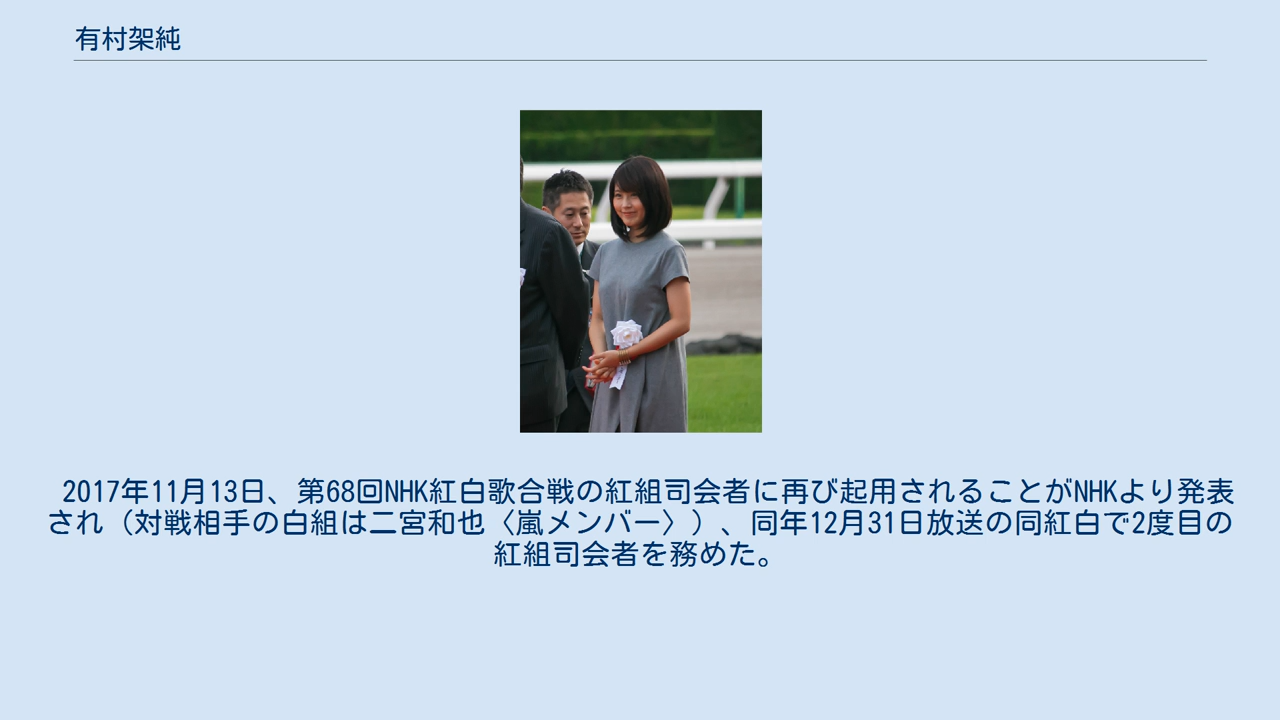 有村架純
2017年11月13日、第68回NHK紅白歌合戦の紅組司会者に再び起用されることがNHKより発表
され（対戦相手の白組は二宮和也〈嵐メンバー〉）、同年12月31日放送の同紅白で2度目の
紅組司会者を務めた。